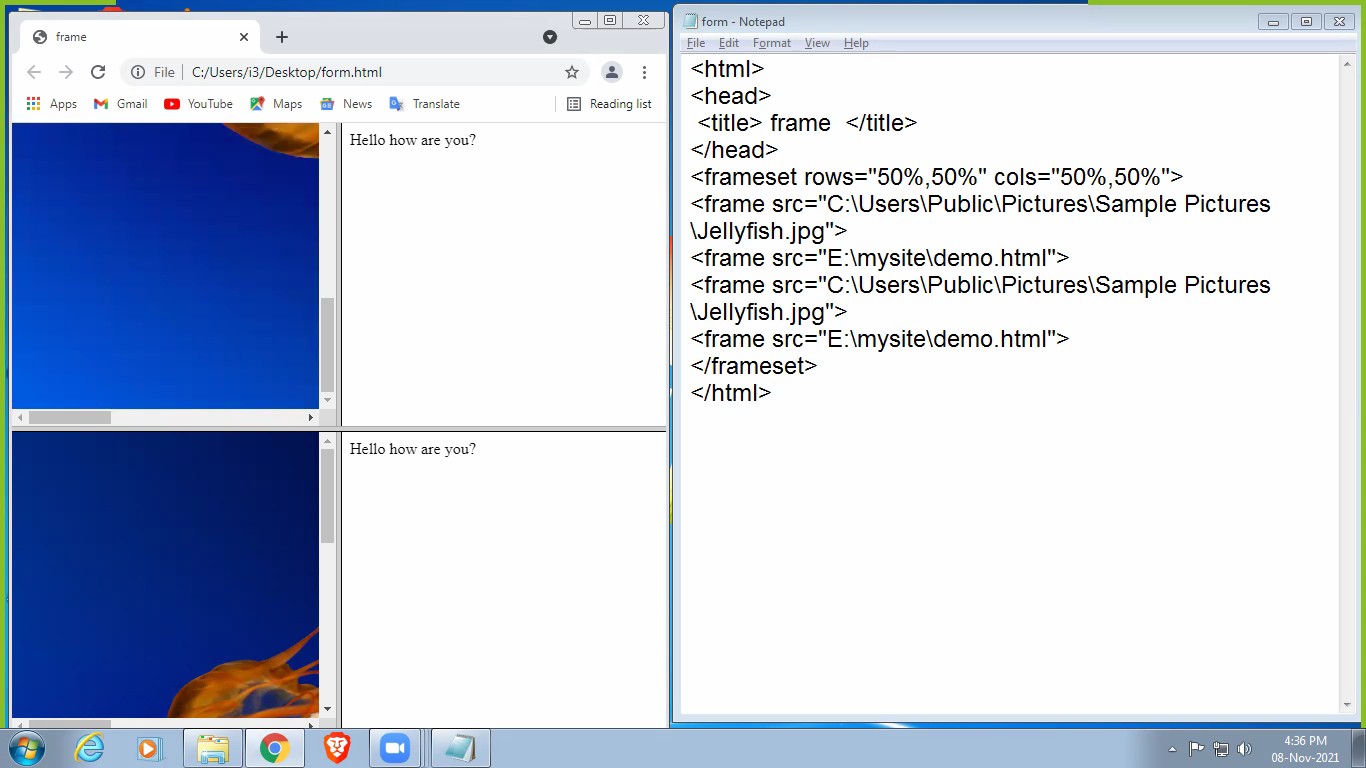 frame
File
C:/Users/i3/Desktop/form.html
Apps
Gmail
YouTube
Maps
News
Translate
Reading list
Hello how are you?
Hello how are you?
form - Notepad
File Edit Format View Help
<html>
<head>
<title> frame  </title>
</head>
<frameset rows="50%,50%" cols="50%,50%">
<frame src="C:\Users\Public\Pictures\Sample Pictures
\Jellyfish.jpg">
<frame src="E:\mysite\demo.html">
<frame src="C:\Users\Public\Pictures\Sample Pictures
\Jellyfish.jpg">
<frame src="E:\mysite\demo.html">
</frameset>
</html>
4:36 PM
08-Nov-2021